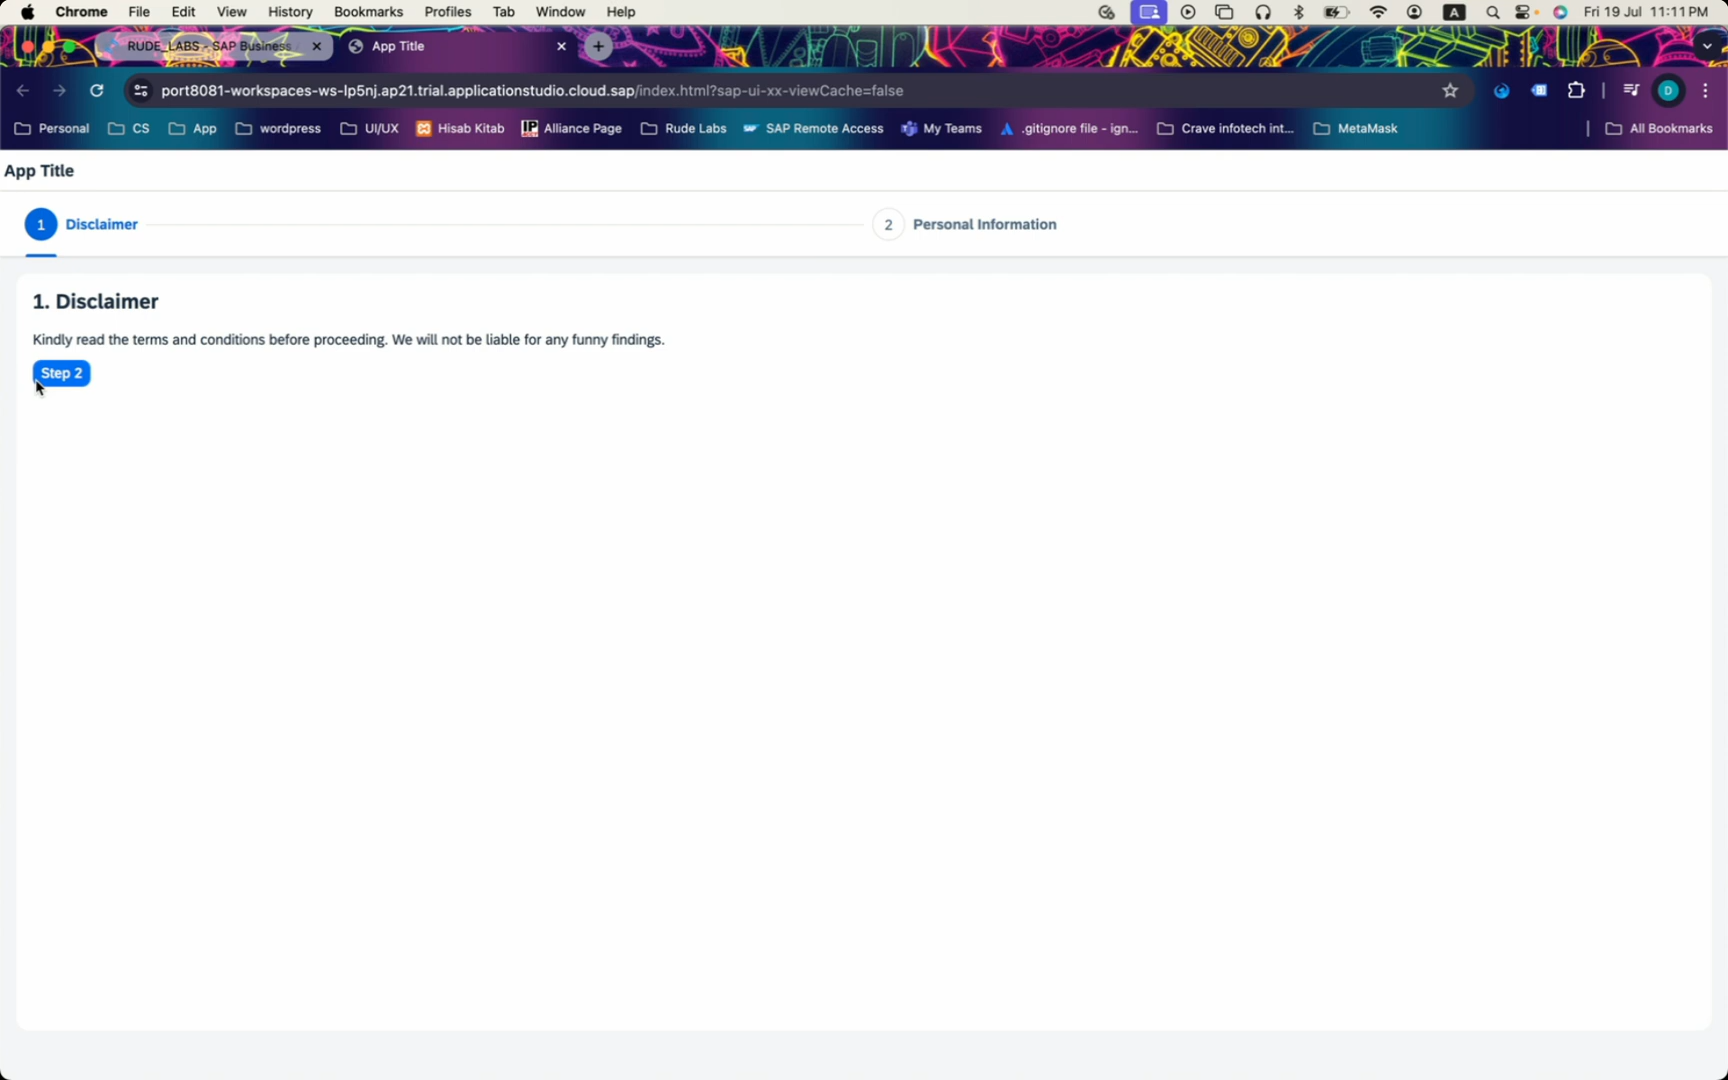 Chrome File Edit View History Bookmarks Profiles Tab Window Help A Fri 19 Jul 11:11 PM
RUDE_LABS - SAP Business App Title
port8081-workspaces-ws-lp5nj.ap21.trial.applicationstudio.cloud.sap/index.html?sap-ui-xx-viewCache=false D
Personal CS App wordpress UI/UX Hisab Kitab Alliance Page Rude Labs SAP Remote Access My Teams .gitignore file - ign... Crave infotech int... MetaMask All Bookmarks
App Title
1 Disclaimer 2 Personal Information
1. Disclaimer
Kindly read the terms and conditions before proceeding. We will not be liable for any funny findings.
Step 2